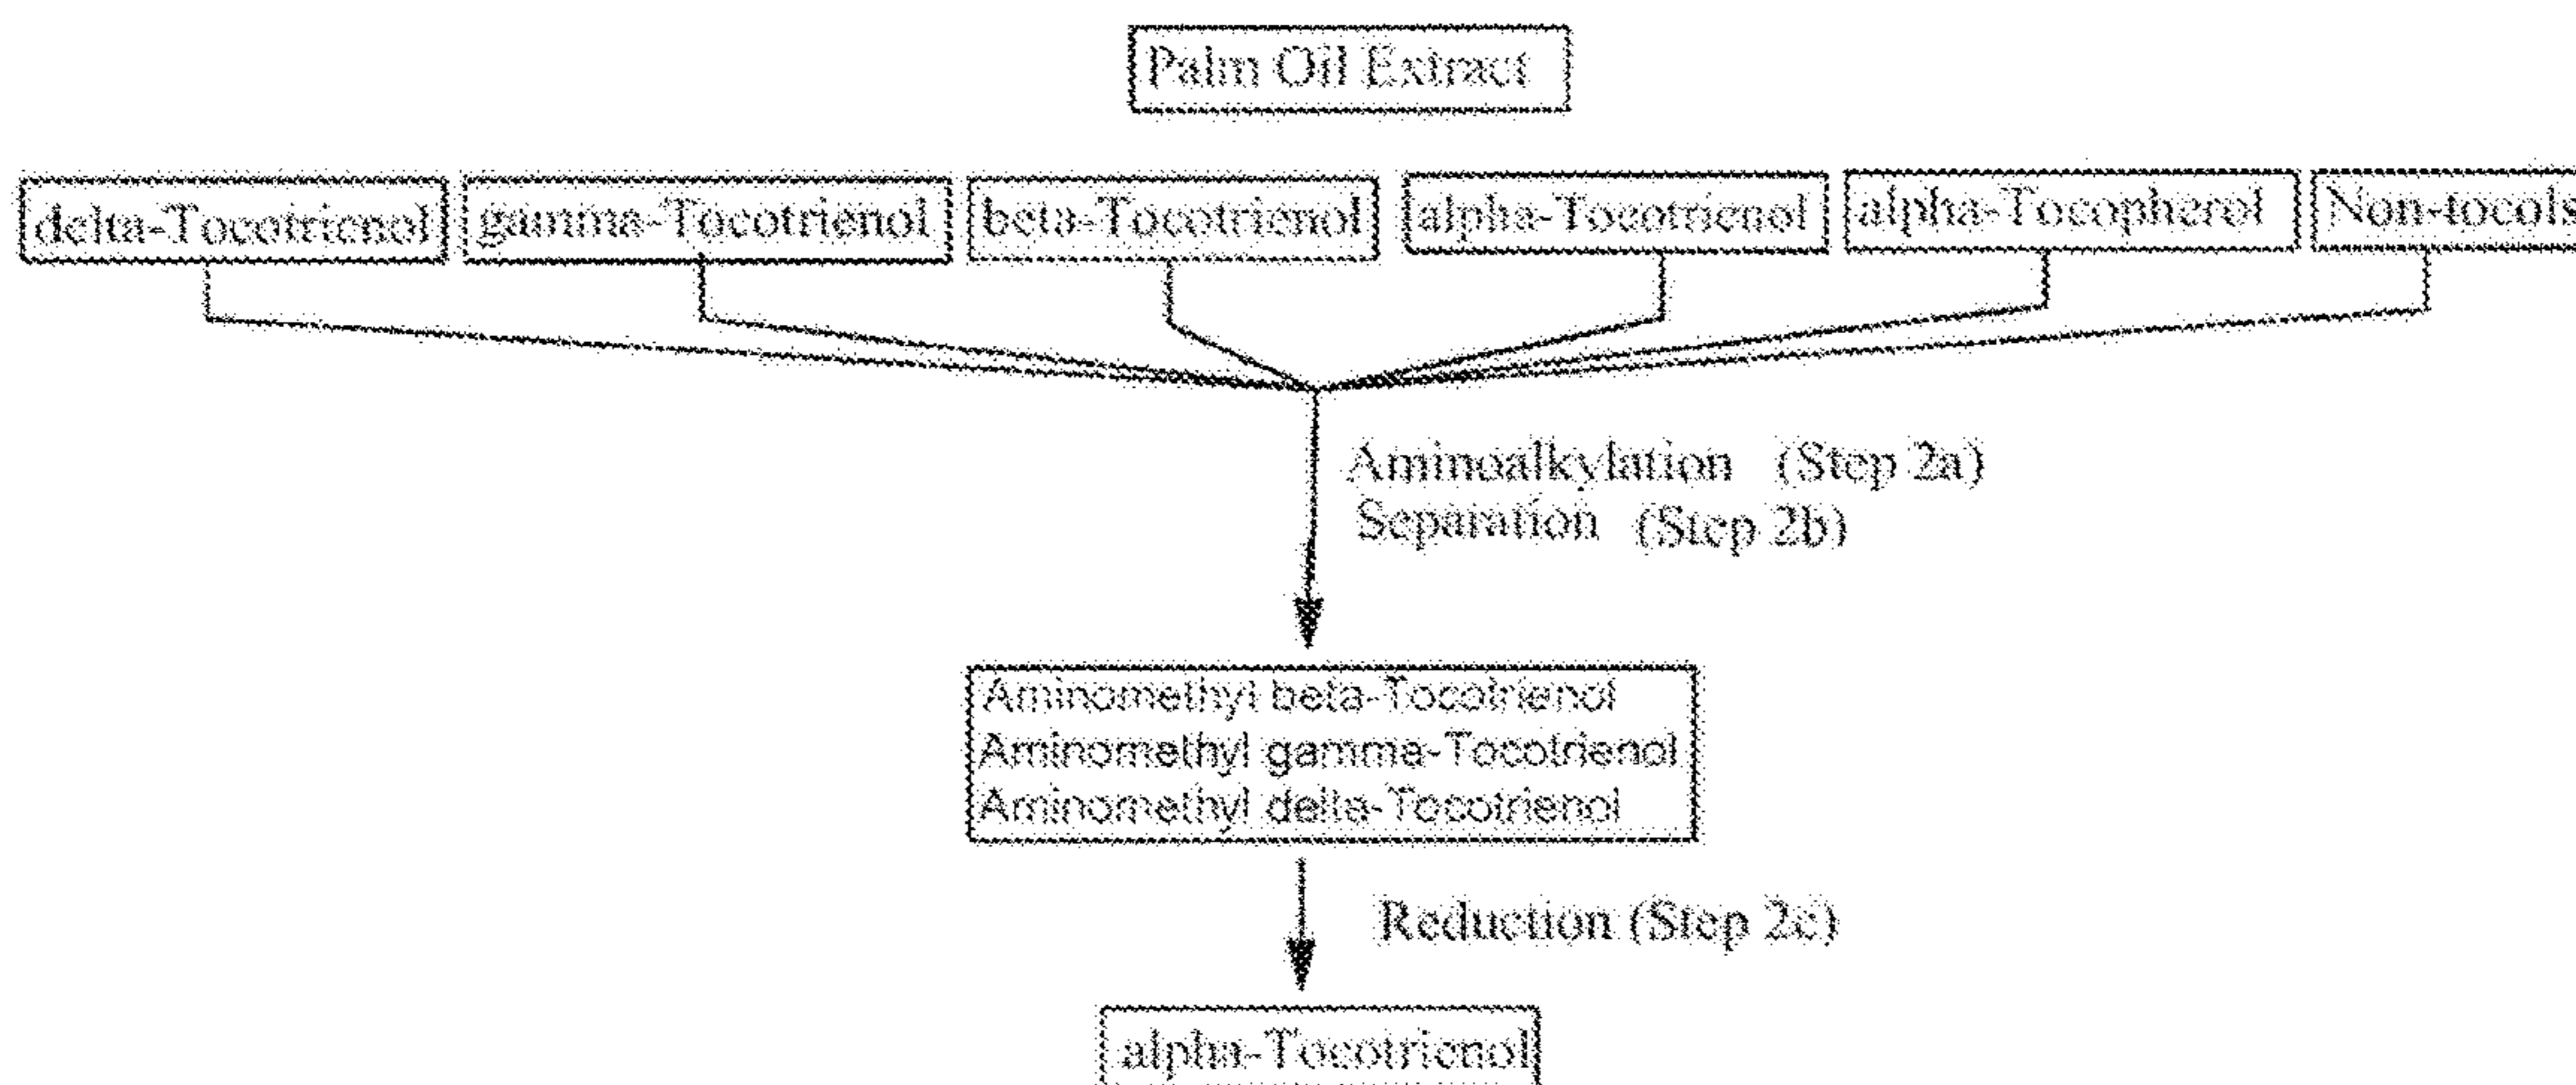 Palm Oil Extract
delta-Tocotrienol gamma-Tocotrienol beta-Tocotrienol alpha-Tocotrienol alpha-Tocopherol Non-tocols
Aminoalkylation (Step 2a)
Separation (Step 2b)
Aminomethyl beta-Tocotrienol
Aminomethyl gamma-Tocotrienol
Aminomethyl delta-Tocotrienol
Reduction (Step 2c)
alpha-Tocotrienol